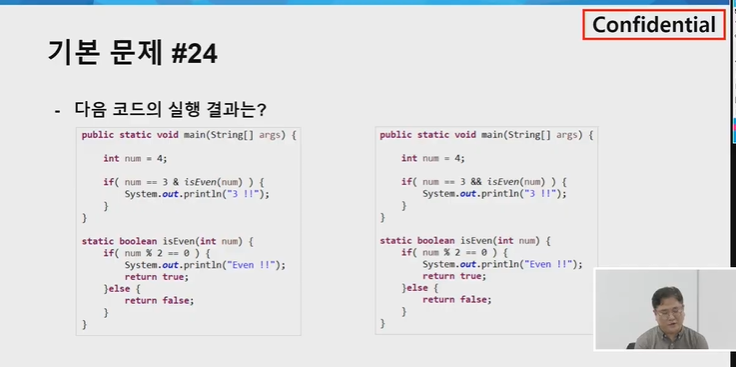 Confidential
기본 문제 #24
- 다음 코드의 실행 결과는?
public static void main(String[] args) {
int num = 4;
if( num == 3 & isEven(num) ) {
System.out.println("3 !!");
}
}
static boolean isEven(int num) {
if( num % 2 == 0 ) {
System.out.println("Even !!");
return true;
}else {
return false;
}
}
public static void main(String[] args) {
int num = 4;
if( num == 3 && isEven(num) ) {
System.out.println("3 !!");
}
}
static boolean isEven(int num) {
if( num % 2 == 0 ) {
System.out.println("Even !!");
return true;
}else {
return false;
}
}